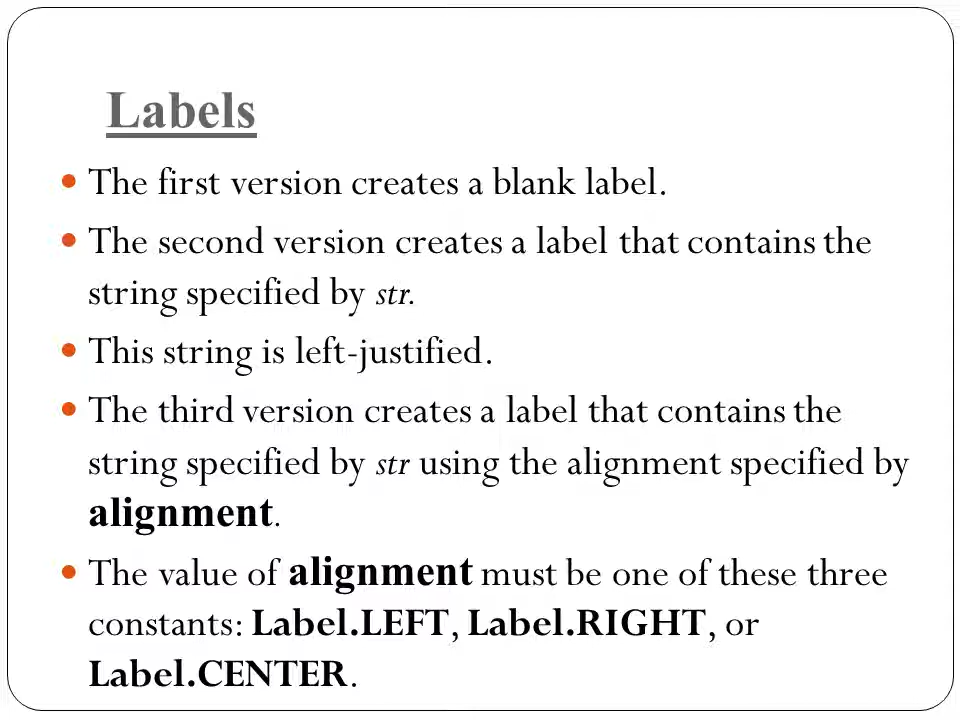 Labels
The first version creates a blank label.
The second version creates a label that contains the
string specified by str.
This string is left-justified.
The third version creates a label that contains the
string specified by str using the alignment specified by
alignment.
The value of alignment must be one of these three
constants: Label.LEFT, Label.RIGHT, or
Label.CENTER.